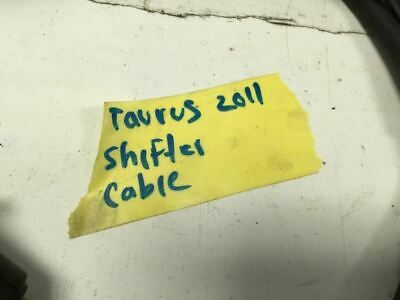 Taurus 2011
Shifter
Cable